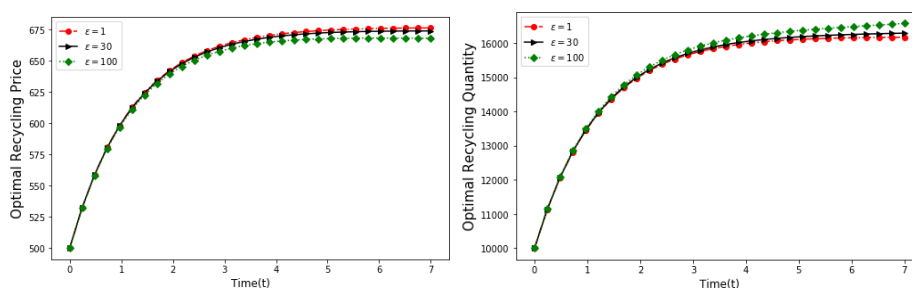 Optimal Recycling Price
675
650
625
600
575
550
525
500
ε = 1
ε = 30
ε = 100
0 1 2 3 4 5 6 7
Time(t)
Optimal Recycling Quantity
16000
15000
14000
13000
12000
11000
10000
ε = 1
ε = 30
ε = 100
0 1 2 3 4 5 6 7
Time(t)